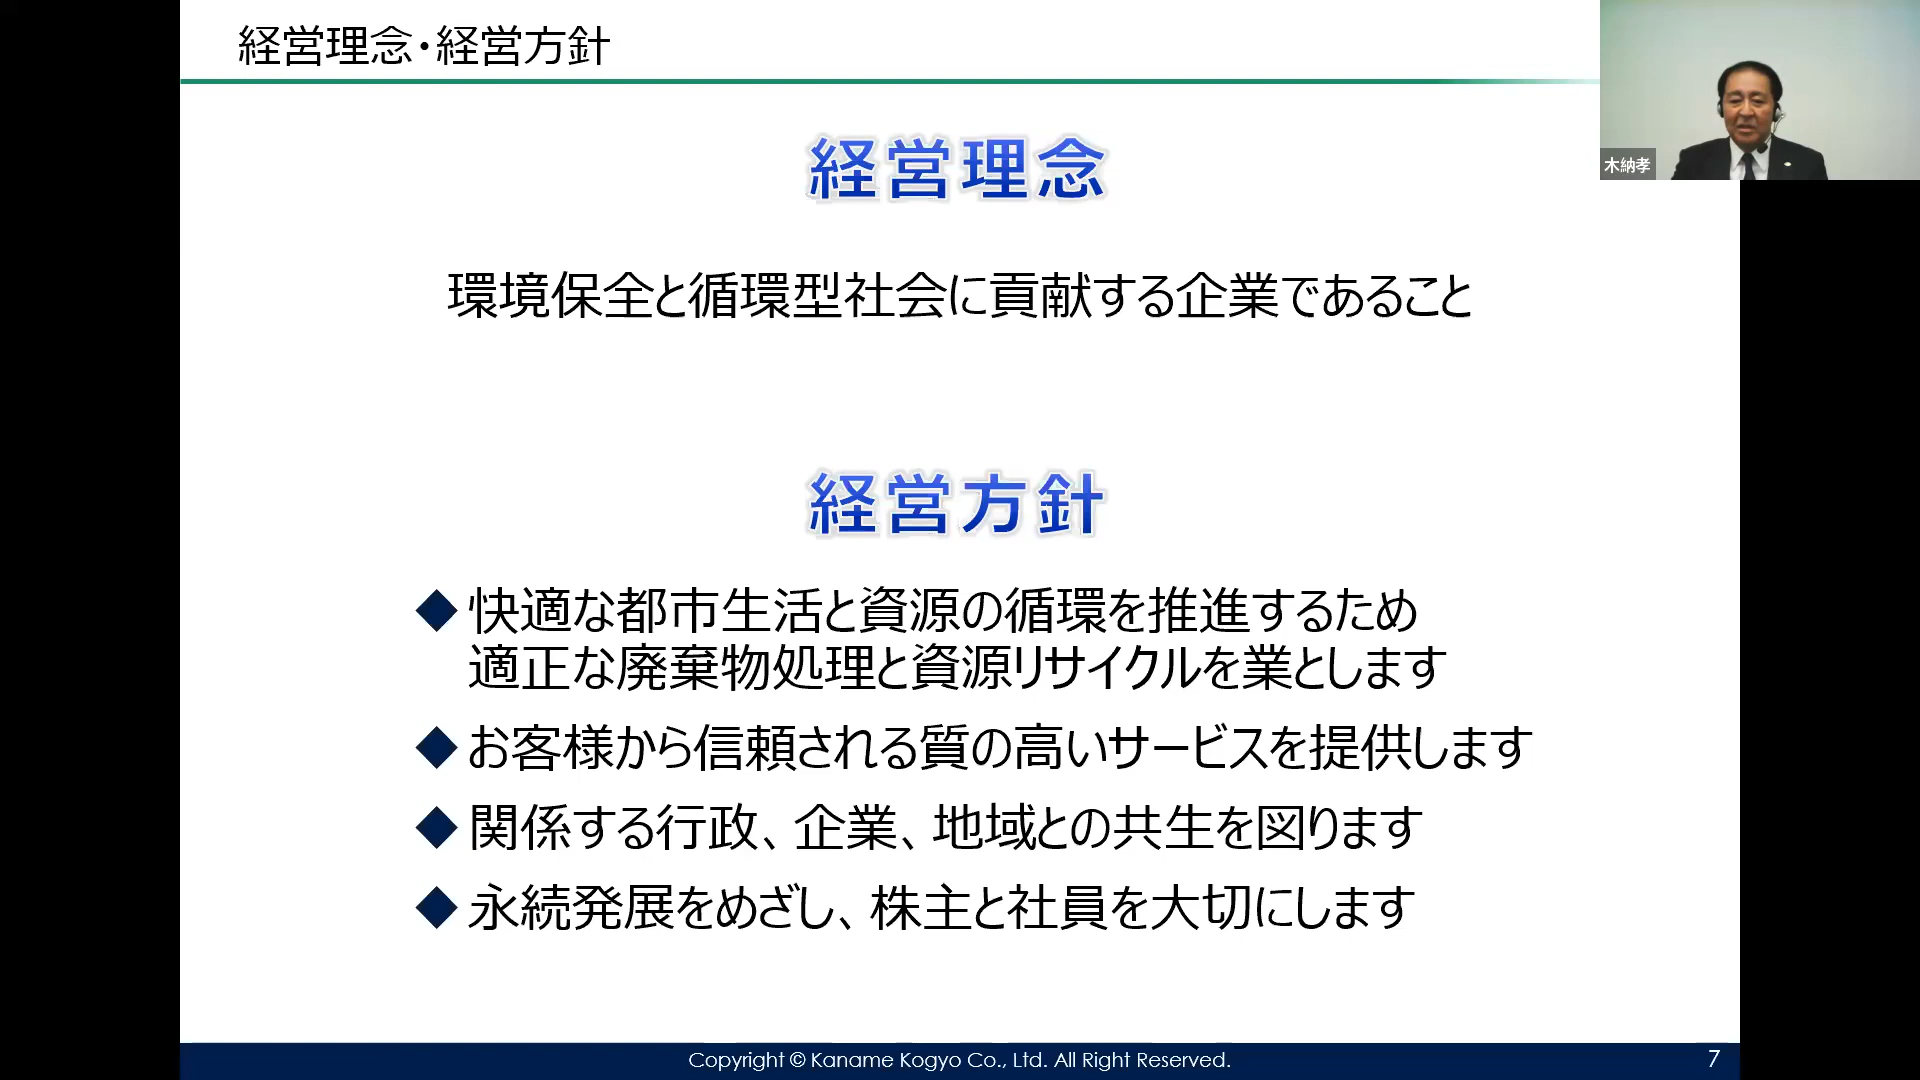 経営理念・経営方針
木納孝
経営理念
環境保全と循環型社会に貢献する企業であること
経営方針
◆快適な都市生活と資源の循環を推進するため
適正な廃棄物処理と資源リサイクルを業とします
◆お客様から信頼される質の高いサービスを提供します
◆関係する行政、企業、地域との共生を図ります
◆永続発展をめざし、株主と社員を大切にします
Copyright © Kaname Kogyo Co., Ltd. All Right Reserved.
7